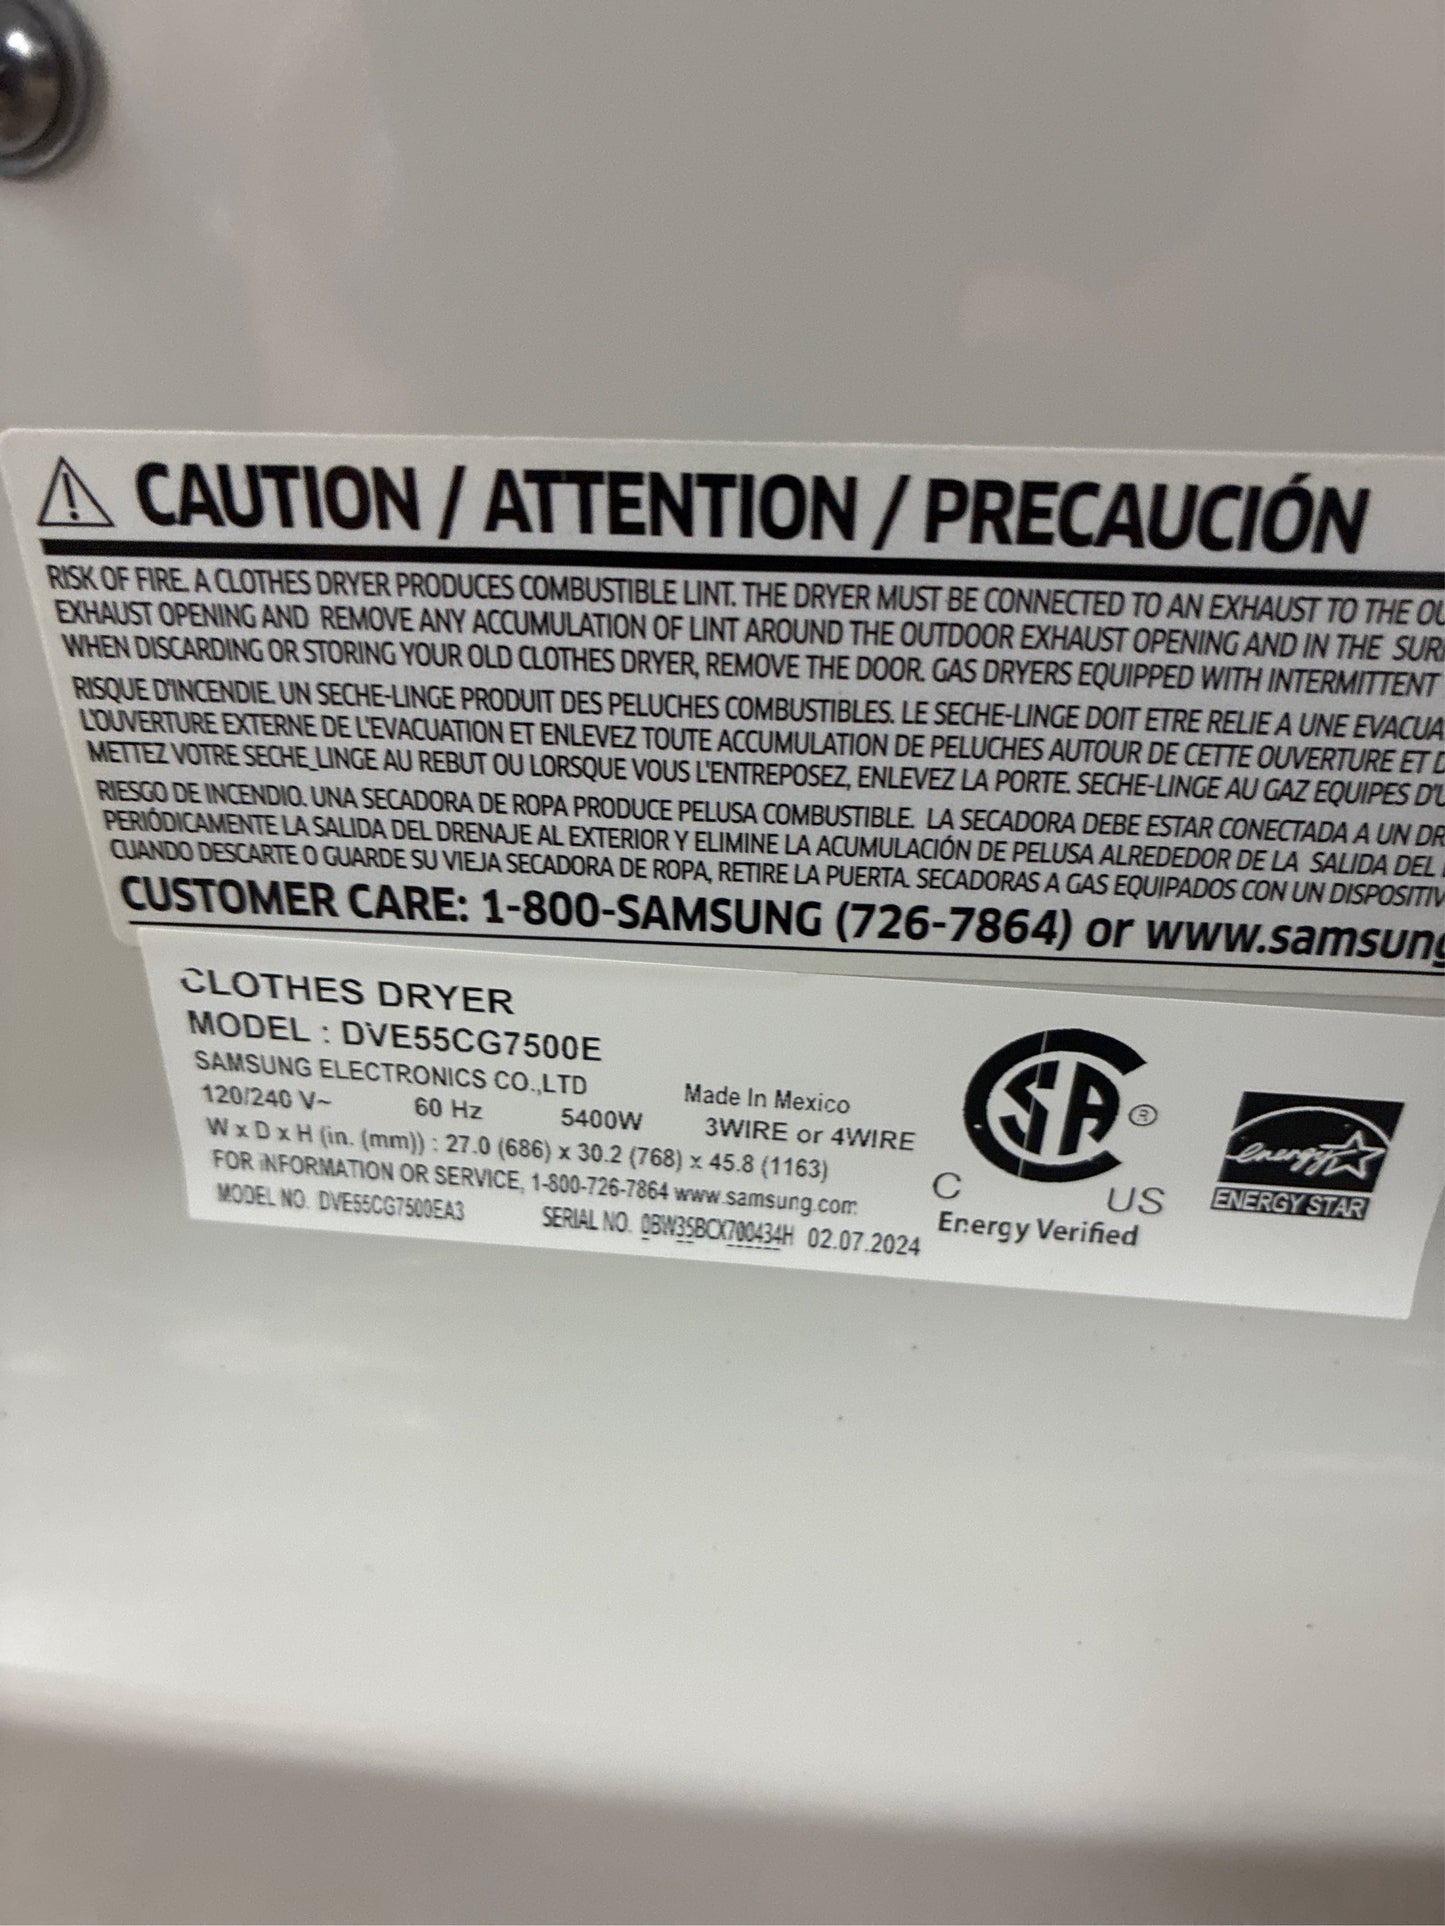 CAUTION / ATTENTION / PRECAUCIÓN
RISK OF FIRE. A CLOTHES DRYER PRODUCES COMBUSTIBLE LINT. THE DRYER MUST BE CONNECTED TO AN EXHAUST TO THE OU
EXHAUST OPENING AND REMOVE ANY ACCUMULATION OF LINT AROUND THE OUTDOOR EXHAUST OPENING AND IN THE SUR
WHEN DISCARDING OR STORING YOUR OLD CLOTHES DRYER, REMOVE THE DOOR. GAS DRYERS EQUIPPED WITH INTERMITTENT
RISQUE D'INCENDIE. UN SECHE-LINGE PRODUIT DES PELUCHES COMBUSTIBLES. LE SECHE-LINGE DOIT ETRE RELIE A UNE EVACUA
L'OUVERTURE EXTERNE DE L'EVACUATION ET ENLEVEZ TOUTE ACCUMULATION DE PELUCHES AUTOUR DE CETTE OUVERTURE ET D
METTEZ VOTRE SECHE_LINGE AU REBUT OU LORSQUE VOUS L'ENTREPOSEZ, ENLEVEZ LA PORTE. SECHE-LINGE AU GAZ EQUIPES D'U
RIESGO DE INCENDIO. UNA SECADORA DE ROPA PRODUCE PELUSA COMBUSTIBLE. LA SECADORA DEBE ESTAR CONECTADA A UN DR
PERIÓDICAMENTE LA SALIDA DEL DRENAJE AL EXTERIOR Y ELIMINE LA ACUMULACIÓN DE PELUSA ALREDEDOR DE LA SALIDA DEL
CUANDO DESCARTE O GUARDE SU VIEJA SECADORA DE ROPA, RETIRE LA PUERTA. SECADORAS A GAS EQUIPADOS CON UN DISPOSITIV
CUSTOMER CARE: 1-800-SAMSUNG (726-7864) or www.samsung
CLOTHES DRYER
MODEL : DVE55CG7500E
SAMSUNG ELECTRONICS CO.,LTD Made In Mexico
120/240 V~ 60 Hz 5400W 3WIRE or 4WIRE
W x D x H (in. (mm)) : 27.0 (686) x 30.2 (768) x 45.8 (1163)
FOR INFORMATION OR SERVICE, 1-800-726-7864 www.samsung.com
MODEL NO. DVE55CG7500EA3 SERIAL NO. 0BW35BCX700434H 02.07.2024
CSA ®
C US
Energy Verified
energy
ENERGY STAR